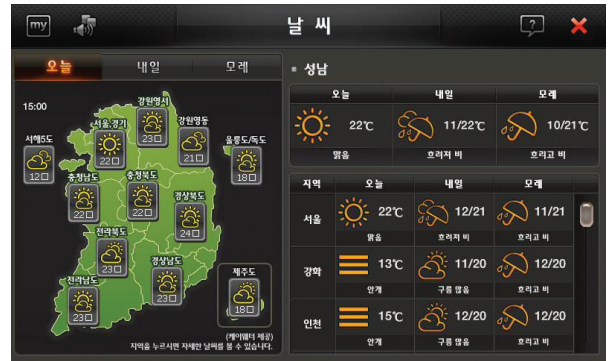 my
날 씨
?
오늘
내일
모레
15:00
강원영서
23□
서울,경기
22□
강원영동
21□
서해5도
12□
울릉도/독도
18□
충청남도
22□
충청북도
22□
경상북도
24□
전라북도
23□
경상남도
23□
전라남도
23□
제주도
18□
(케이웨더 제공)
지역을 누르시면 자세한 날씨를 볼 수 있습니다.
성남
오늘 내일 모레
22℃ 11/22℃ 10/21℃
맑음 흐려져 비 흐리고 비
지역 오늘 내일 모레
서울 22℃ 12/21 11/21
맑음 흐려져 비 흐리고 비
강화 13℃ 11/20 12/20
안개 구름 많음 흐리고 비
인천 15℃ 12/20 12/20
안개 구름 많음 흐리고 비